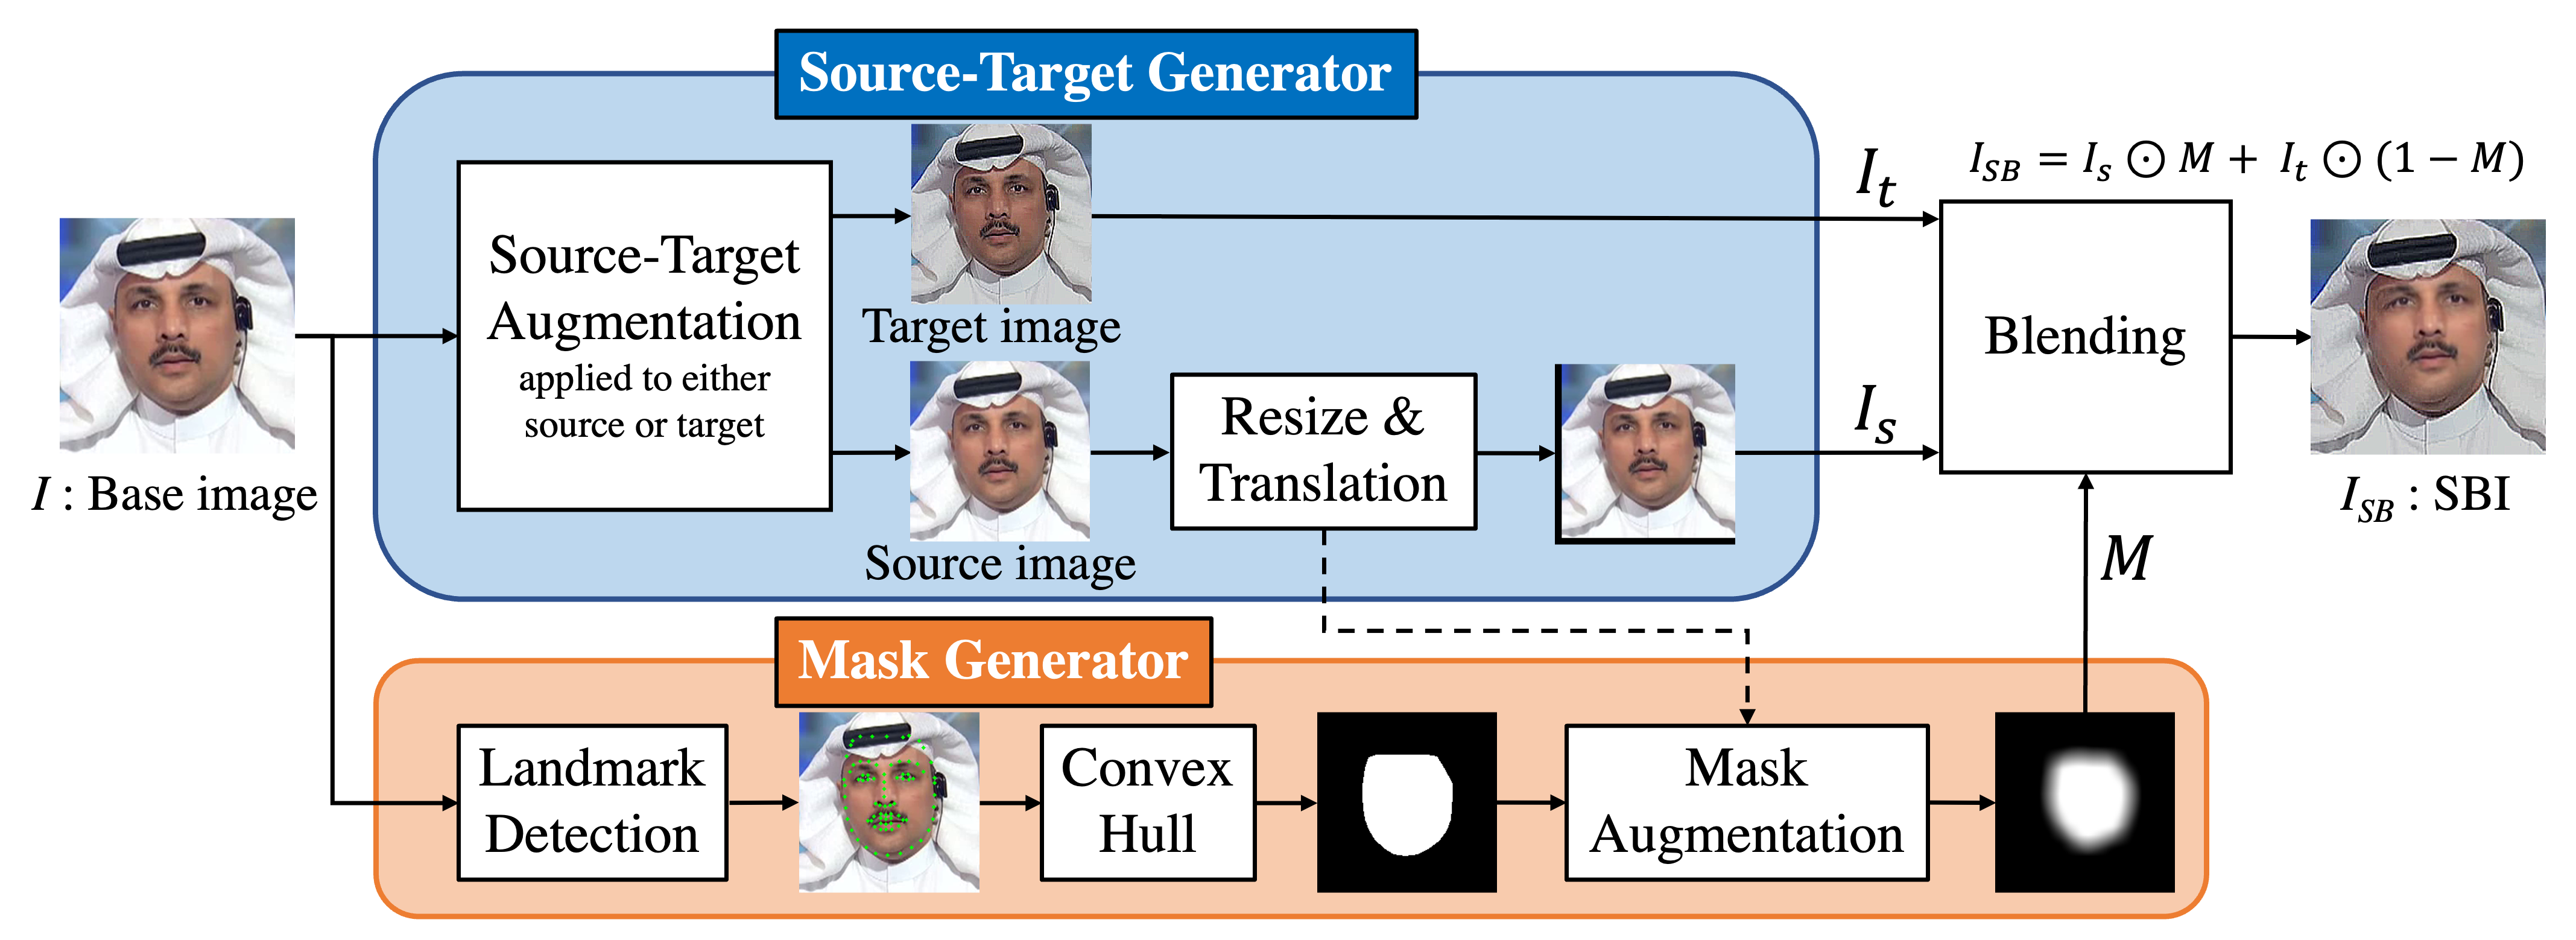 Source-Target Generator
Source-Target
Augmentation
applied to either
source or target
Target image
Source image
Resize &
Translation
I_t
I_s
I_{SB} = I_s ⊙ M + I_t ⊙ (1 − M)
Blending
I : Base image
I_{SB} : SBI
M
Mask Generator
Landmark
Detection
Convex
Hull
Mask
Augmentation